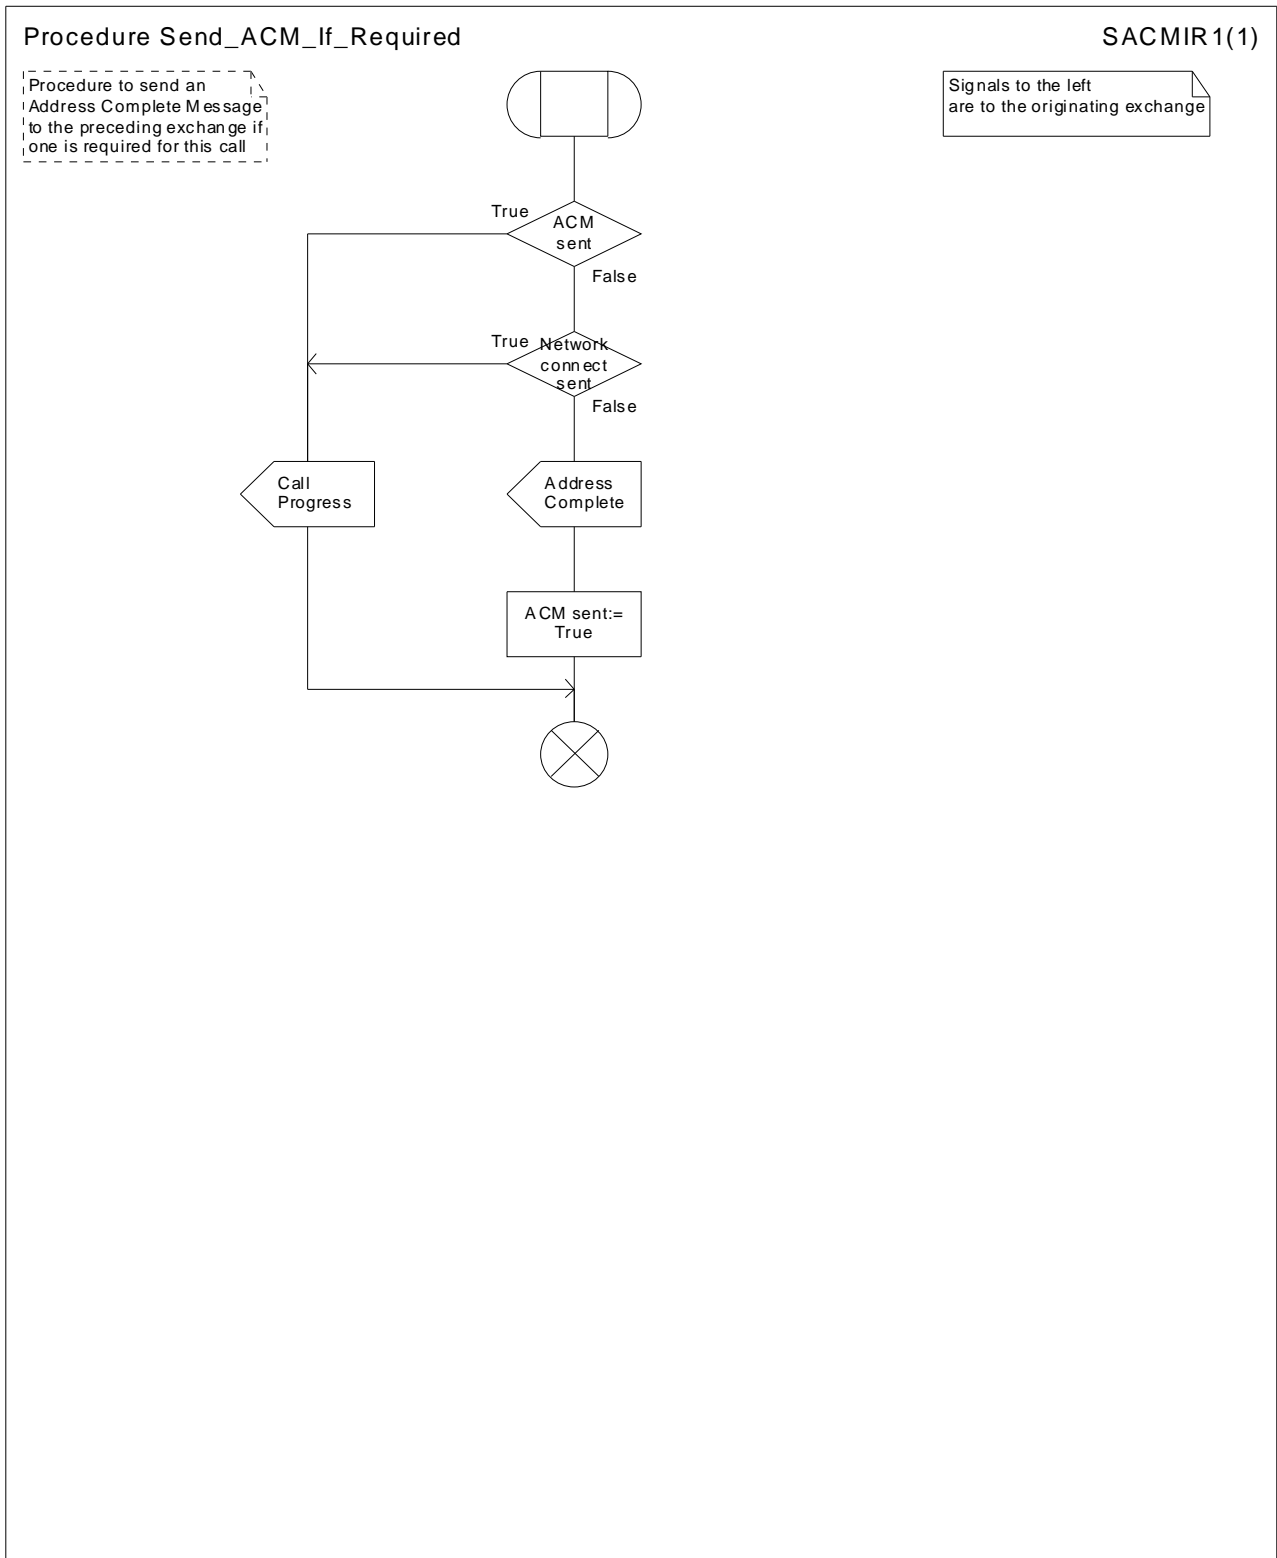 Procedure Send_ACM_If_Required
SACMIR1(1)
Procedure to send an
Address Complete Message
to the preceding exchange if
one is required for this call
Signals to the left
are to the originating exchange
True
ACM
sent
False
True
Network
connect
sent
False
Call
Progress
Address
Complete
ACM sent:=
True